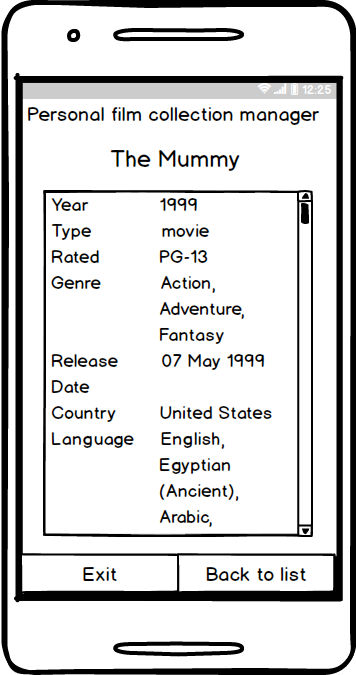 12:25
Personal film collection manager
The Mummy
Year 1999
Type movie
Rated PG-13
Genre Action,
Adventure,
Fantasy
Release 07 May 1999
Date
Country United States
Language English,
Egyptian
(Ancient),
Arabic,
Exit Back to list